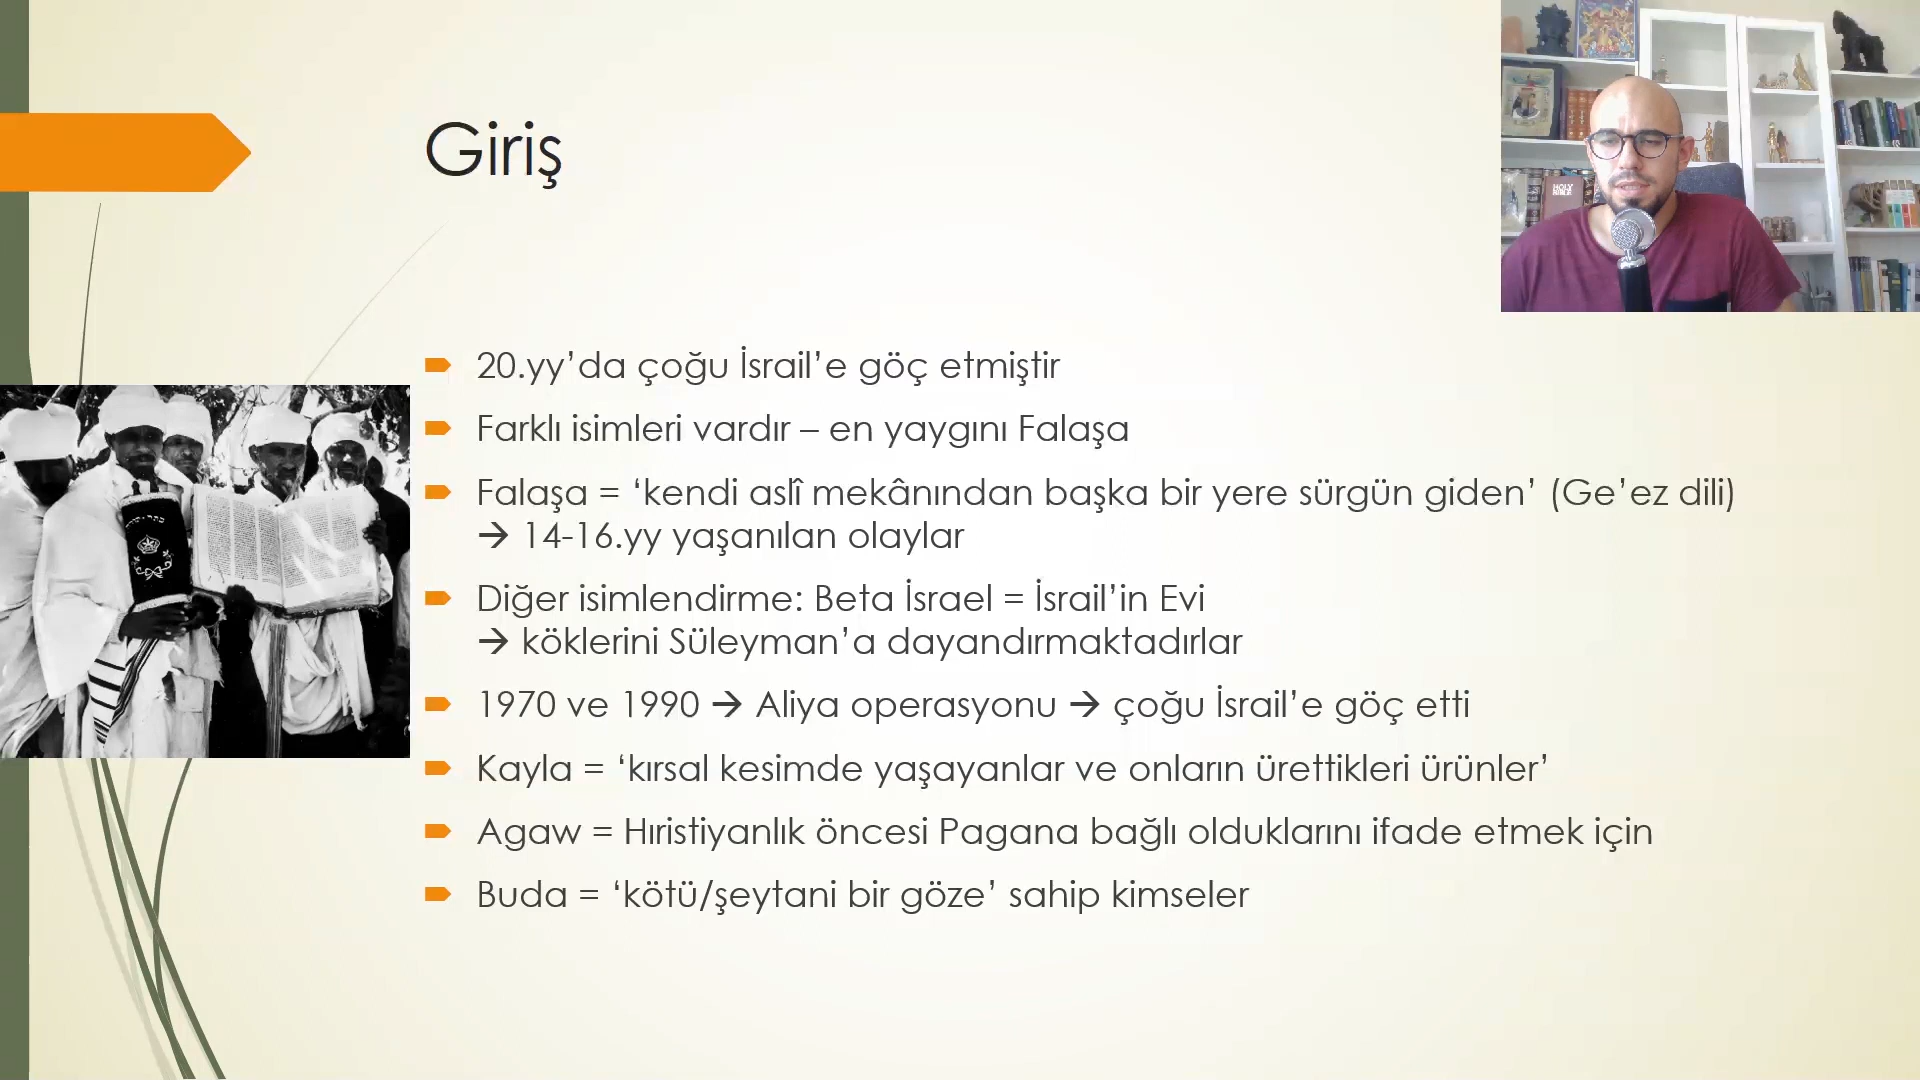 Giriş
20.yy’da çoğu İsrail’e göç etmiştir
Farklı isimleri vardır – en yaygını Falaşa
Falaşa = ‘kendi aslî mekânından başka bir yere sürgün giden’ (Ge’ez dili)
→ 14-16.yy yaşanılan olaylar
Diğer isimlendirme: Beta İsrael = İsrail’in Evi
→ köklerini Süleyman’a dayandırmaktadırlar
1970 ve 1990 → Aliya operasyonu → çoğu İsrail’e göç etti
Kayla = ‘kırsal kesimde yaşayanlar ve onların ürettikleri ürünler’
Agaw = Hıristiyanlık öncesi Pagana bağlı olduklarını ifade etmek için
Buda = ‘kötü/şeytani bir göze’ sahip kimseler
HOLY
BIBLE